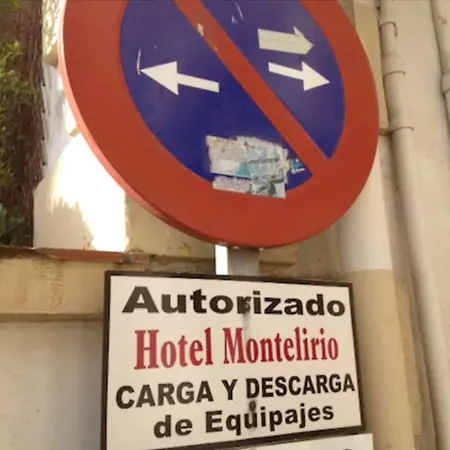 Autorizado
Hotel Montelirio
CARGA Y DESCARGA
de Equipajes